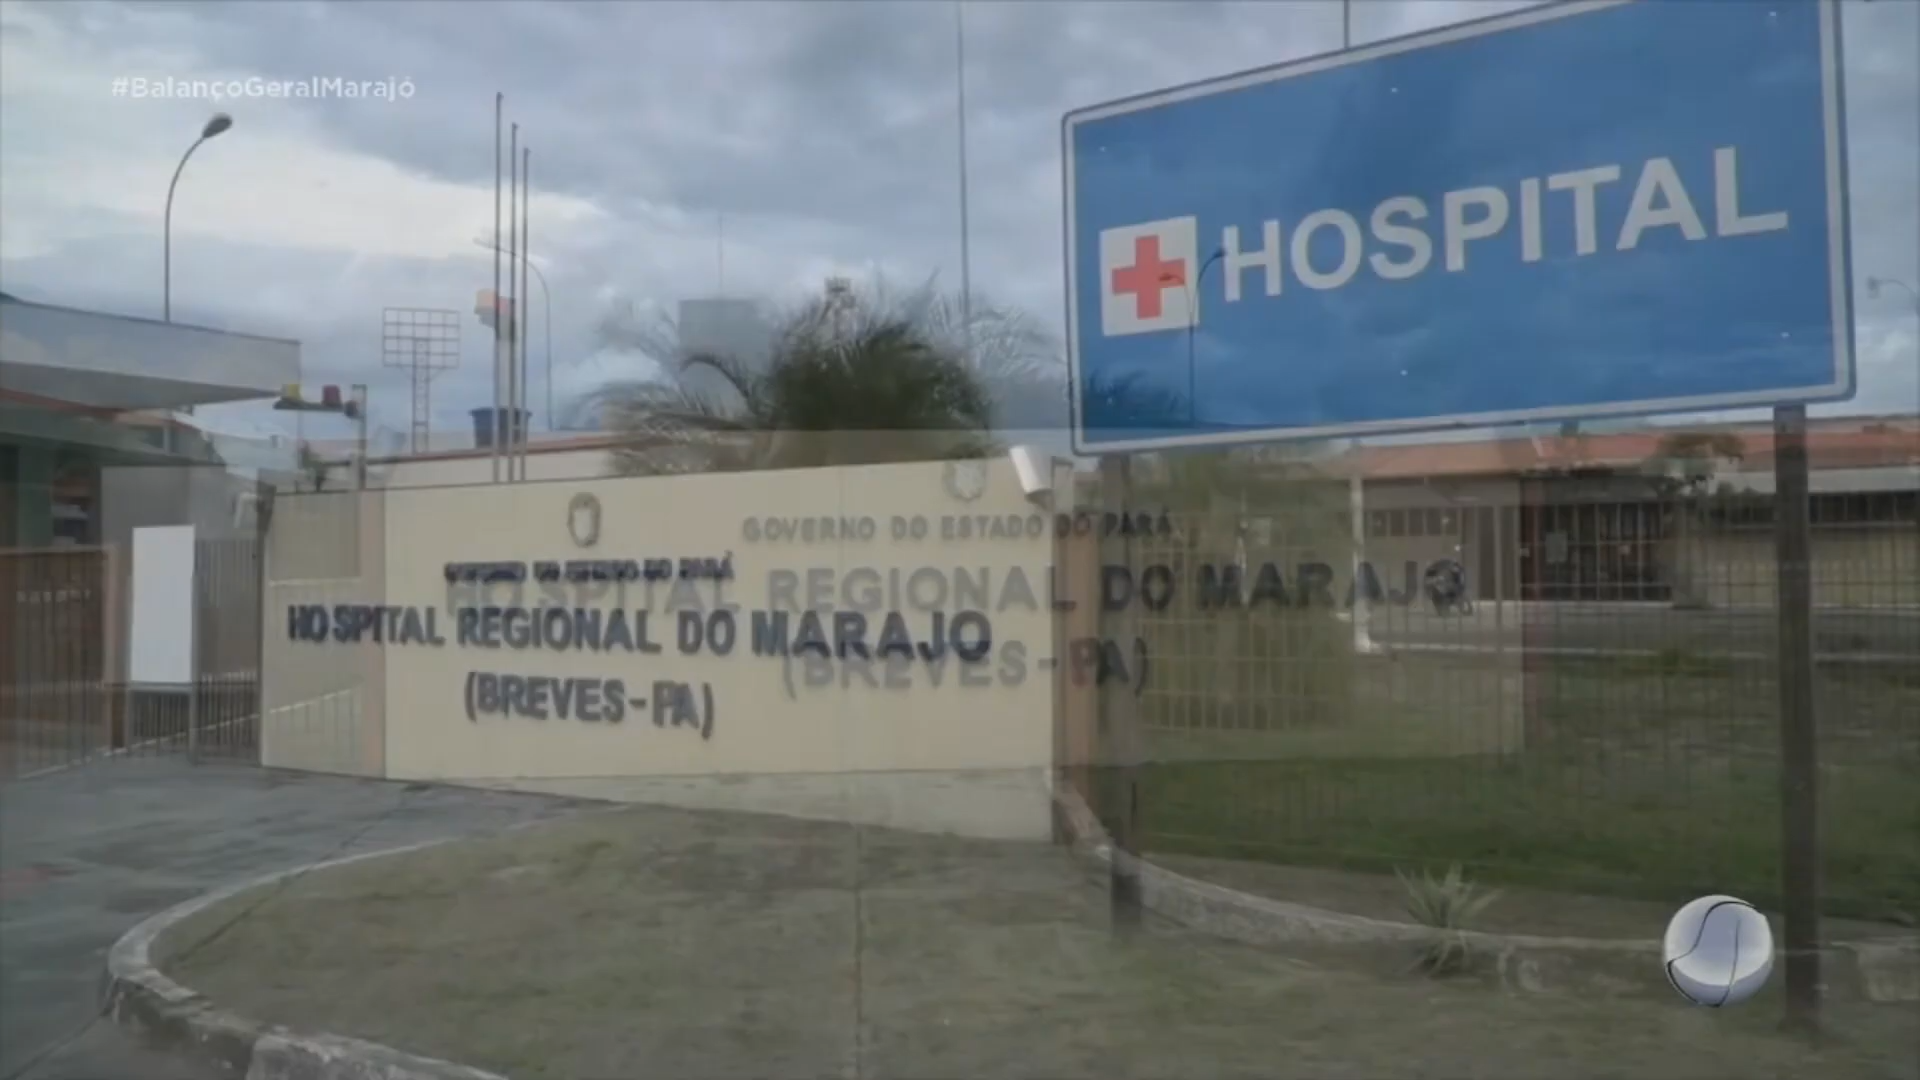 #BalançoGeralMarajó
HOSPITAL
GOVERNO DO ESTADO DO PARÁ
HOSPITAL REGIONAL DO MARAJO
(BREVES-PA)
GOVERNO DO ESTADO DO PARÁ
HOSPITAL REGIONAL DO MARAJO
(BREVES-PA)